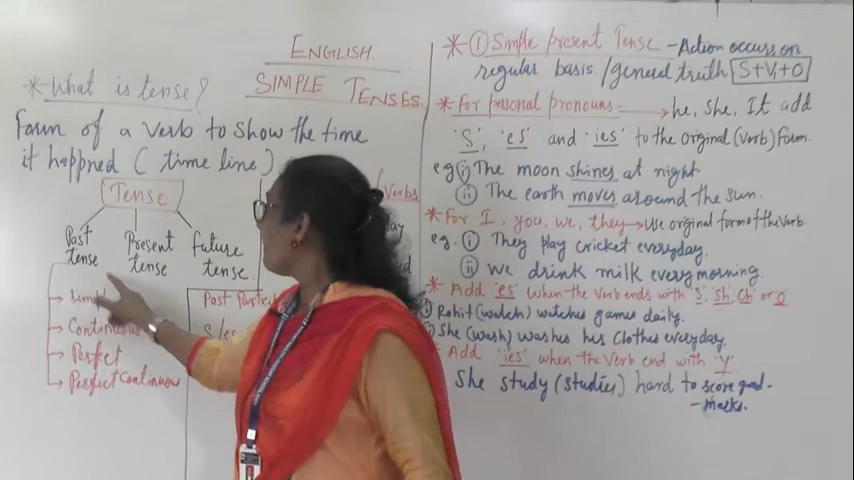 ENGLISH.
SIMPLE TENSES.
* What is tense?
Form of a verb to show the time
it happned ( time line )
Tense
Past tense
Present tense
future tense.
→ Simpl
→ Continuous
→ Perfect
→ Perfect Continuous
Verbs
Past Parti
S/es
* ① Simple present Tense - Action occurs on
regular basis. / general truth S+V₁+O
* For personal pronouns: → he, she, It add
'S', 'es' and 'ies' to the original (verb) form.
eg (i) The moon shines at night
(ii) The earth moves around the sun.
* For I, you, we, they → Use original form of the verb.
eg. (i) They play cricket everyday.
(ii) we drink milk every morning.
* Add 'es' when the verb ends with 'S', 'Sh', 'Ch' or 'O'
Rohit (watch) watches games daily.
She (wash) washes her clothes everyday.
* Add 'ies' when the verb end with 'Y'
She study (studies) hard to score good-
- marks.